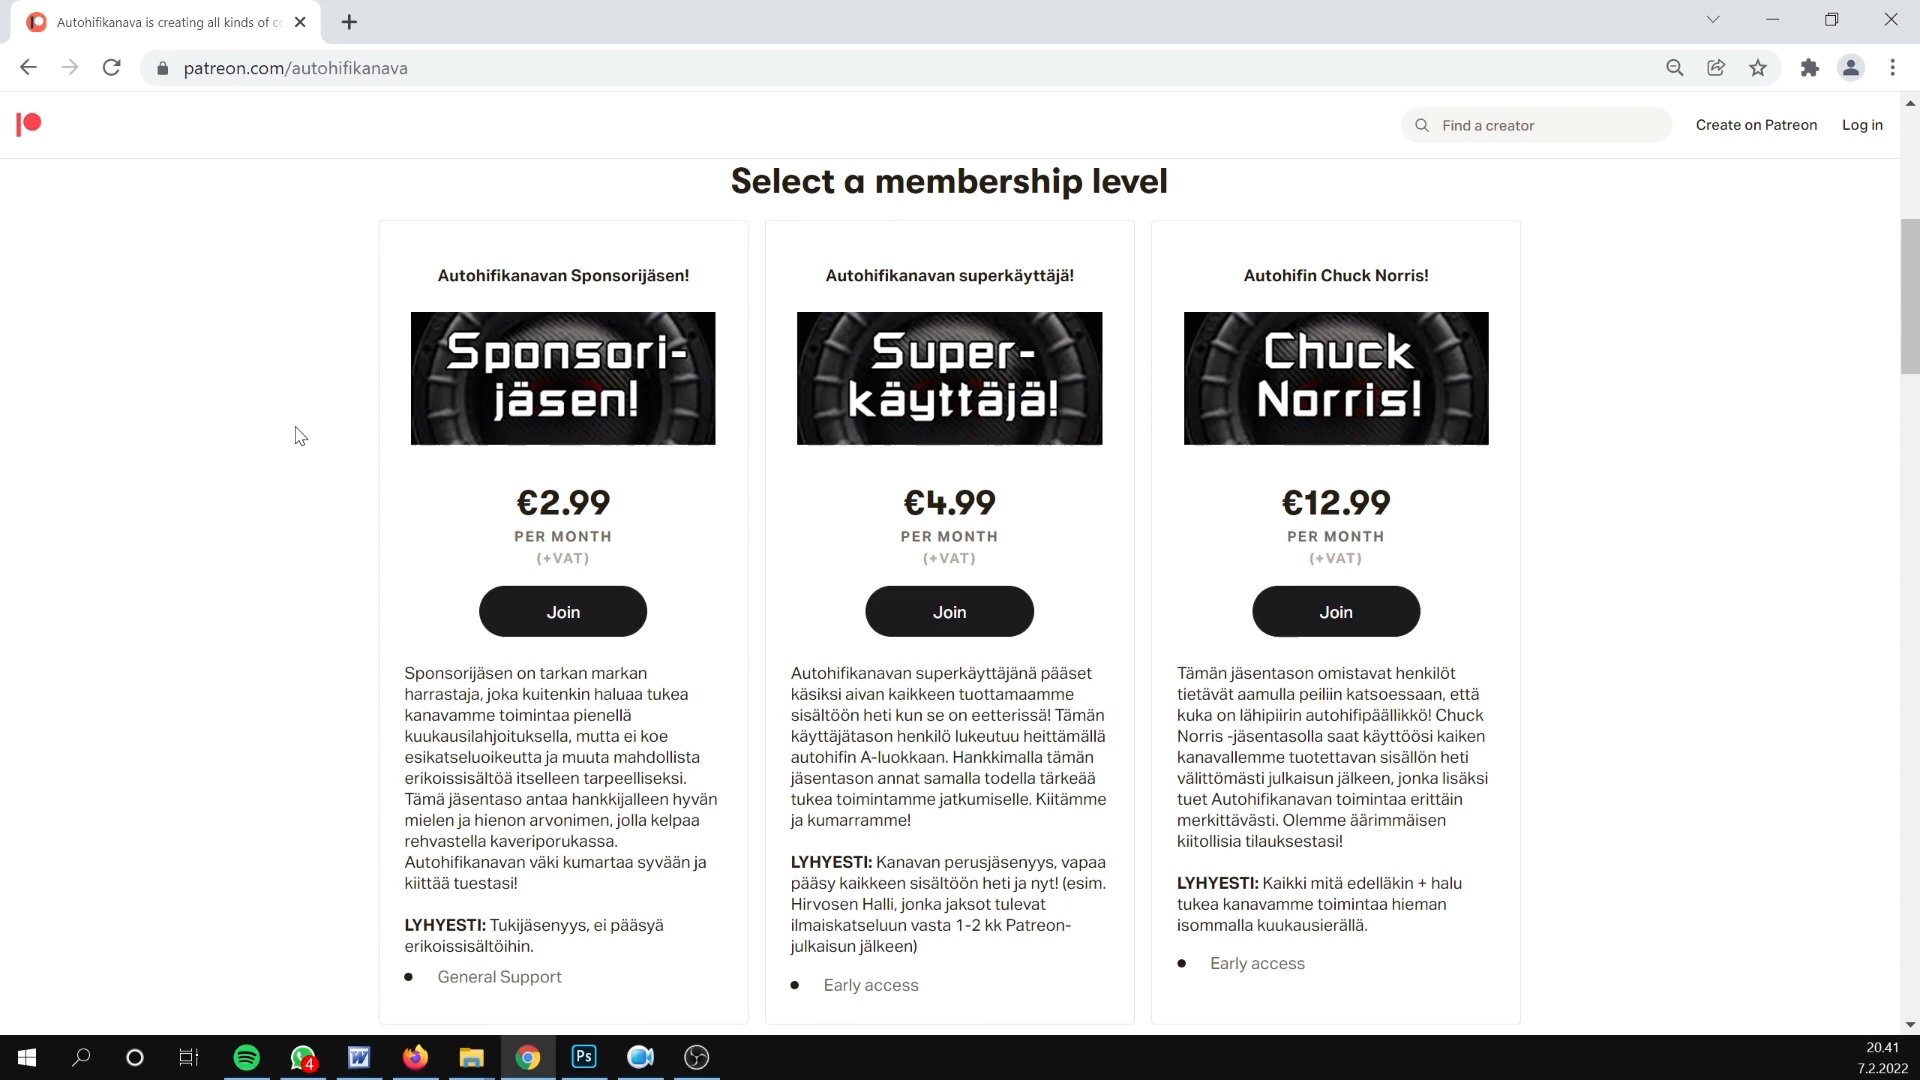 Autohifikanava is creating all kinds of co
patreon.com/autohifikanava
Find a creator
Create on Patreon
Log in
Select a membership level
Autohifikanavan Sponsorijäsen!
Sponsori-
jäsen!
€2.99
PER MONTH
(+VAT)
Join
Sponsorijäsen on tarkan markan
harrastaja, joka kuitenkin haluaa tukea
kanavamme toimintaa pienellä
kuukausilahjoituksella, mutta ei koe
esikatseluoikeutta ja muuta mahdollista
erikoissisältöä itselleen tarpeelliseksi.
Tämä jäsentaso antaa hankkijalleen hyvän
mielen ja hienon arvonimen, jolla kelpaa
rehvastella kaveriporukassa.
Autohifikanavan väki kumartaa syvään ja
kiittää tuestasi!
LYHYESTI: Tukijäsenyys, ei pääsyä
erikoissisältöihin.
General Support
Autohifikanavan superkäyttäjä!
Super-
käyttäjä!
€4.99
PER MONTH
(+VAT)
Join
Autohifikanavan superkäyttäjänä pääset
käsiksi aivan kaikkeen tuottamaamme
sisältöön heti kun se on eetterissä! Tämän
käyttäjätason henkilö lukeutuu heittämällä
autohifin A-luokkaan. Hankkimalla tämän
jäsentason annat samalla todella tärkeää
tukea toimintamme jatkumiselle. Kiitämme
ja kumarramme!
LYHYESTI: Kanavan perusjäsenyys, vapaa
pääsy kaikkeen sisältöön heti ja nyt! (esim.
Hirvosen Halli, jonka jaksot tulevat
ilmaiskatseluun vasta 1-2 kk Patreon-
julkaisun jälkeen)
Early access
Autohifin Chuck Norris!
Chuck
Norris!
€12.99
PER MONTH
(+VAT)
Join
Tämän jäsentason omistavat henkilöt
tietävät aamulla peiliin katsoessaan, että
kuka on lähipiirin autohifipäällikkö! Chuck
Norris -jäsentasolla saat käyttöösi kaiken
kanavallemme tuotettavan sisällön heti
välittömästi julkaisun jälkeen, jonka lisäksi
tuet Autohifikanavan toimintaa erittäin
merkittävästi. Olemme äärimmäisen
kiitollisia tilauksestasi!
LYHYESTI: Kaikki mitä edelläkin + halu
tukea kanavamme toimintaa hieman
isommalla kuukausierällä.
Early access
4
Ps
20.41
7.2.2022